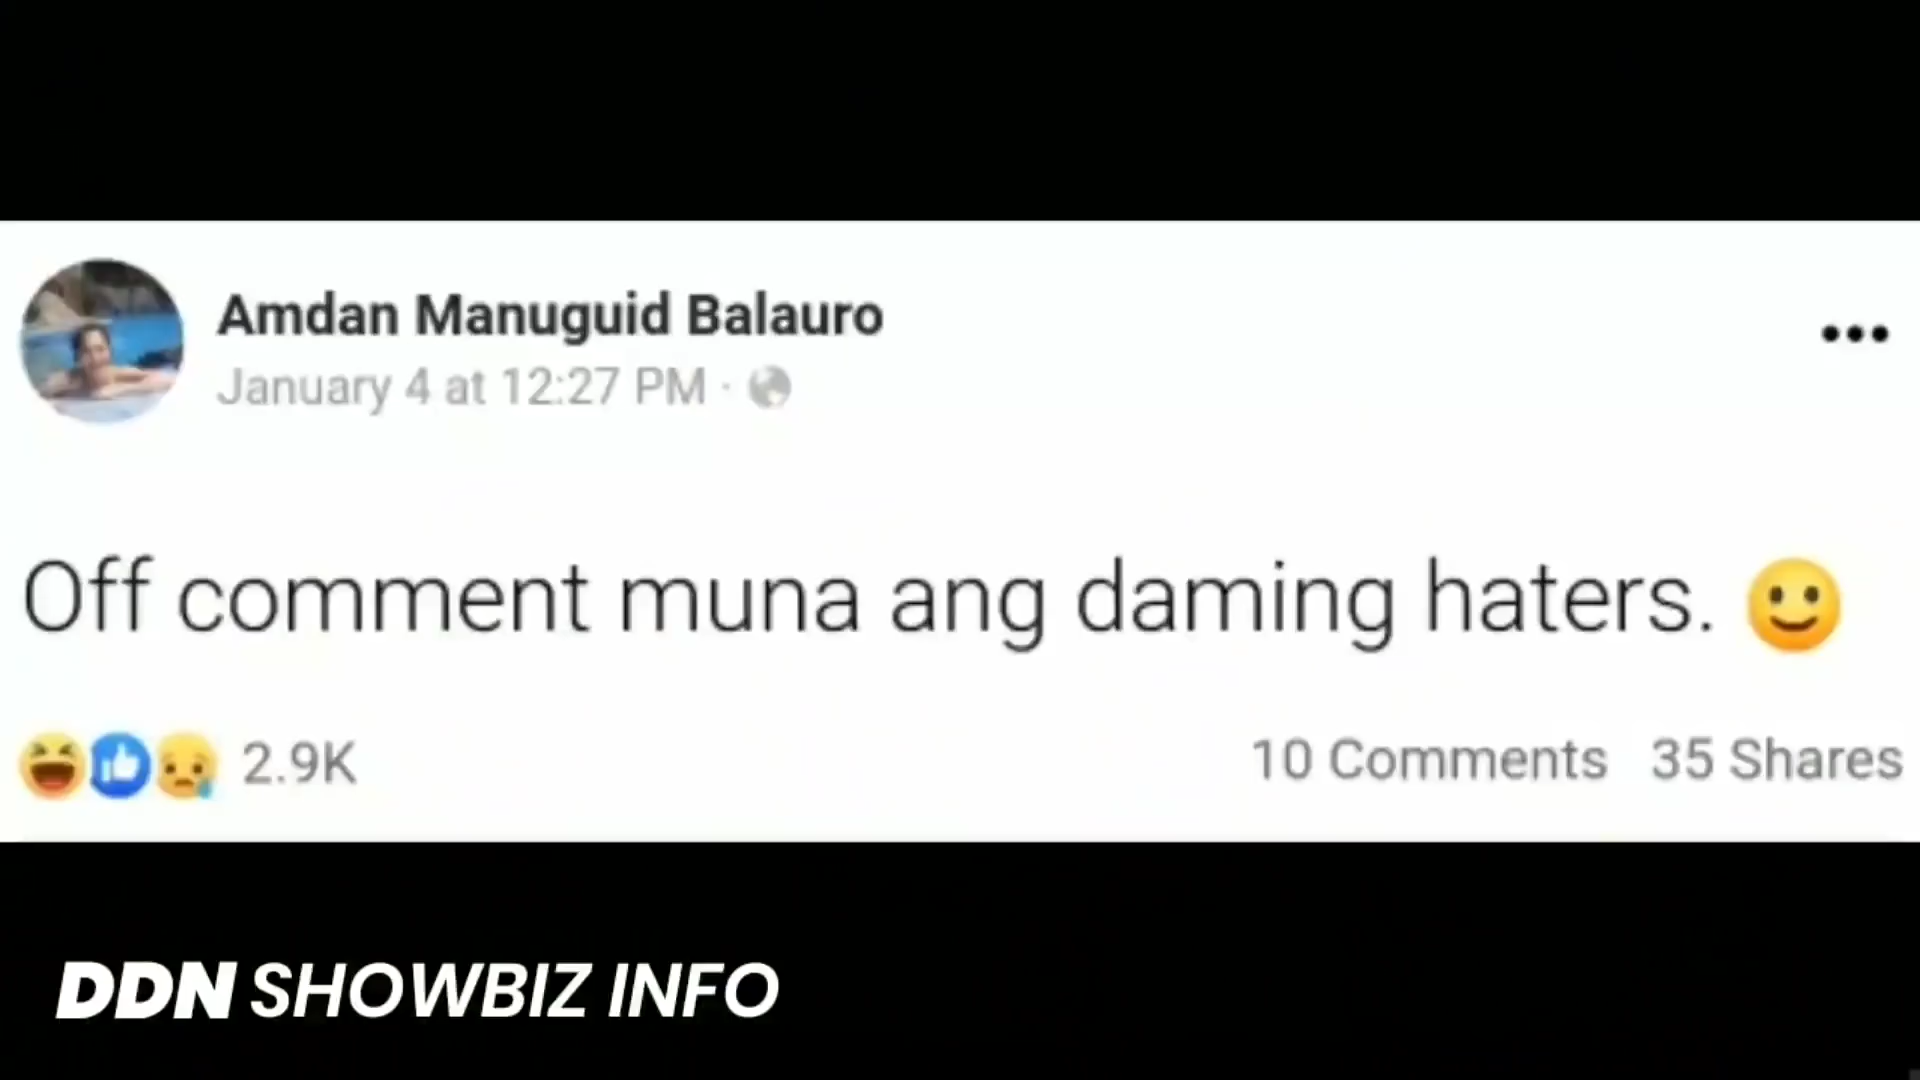 Amdan Manuguid Balauro
January 4 at 12:27 PM ·
Off comment muna ang daming haters. 🙂
2.9K
10 Comments 35 Shares
DDN SHOWBIZ INFO